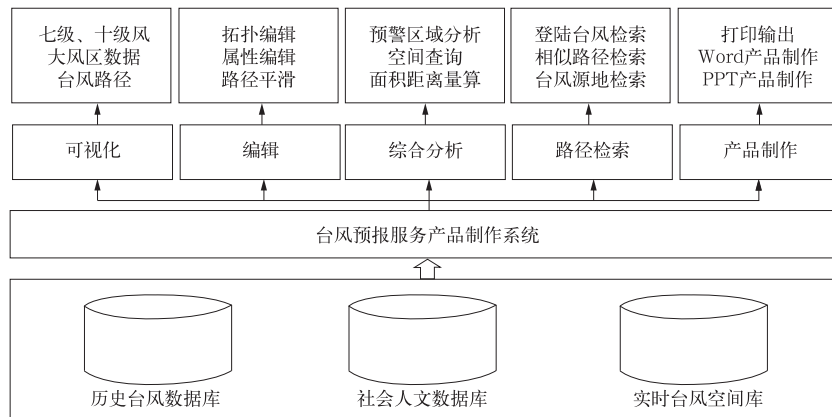 七级、十级风
大风区数据
台风路径
拓扑编辑
属性编辑
路径平滑
预警区域分析
空间查询
面积距离量算
登陆台风检索
相似路径检索
台风源地检索
打印输出
Word产品制作
PPT产品制作
可视化
编辑
综合分析
路径检索
产品制作
台风预报服务产品制作系统
历史台风数据库
社会人文数据库
实时台风空间库